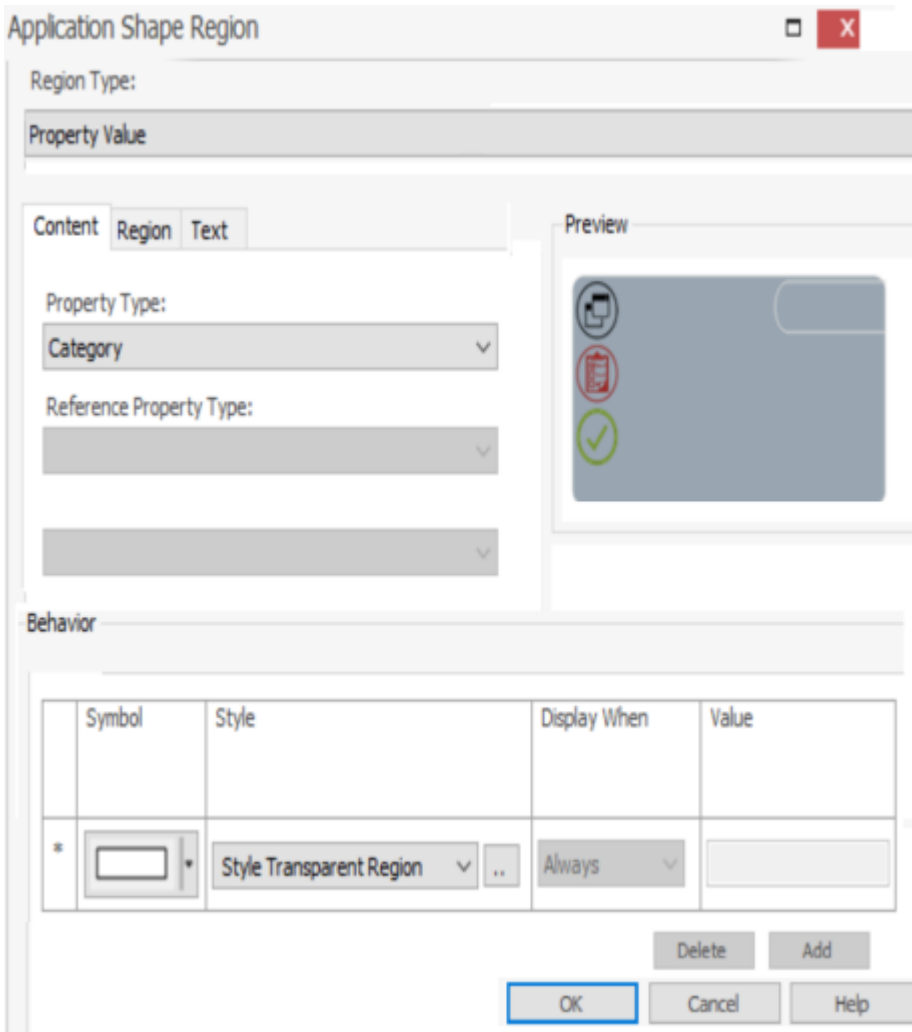 Application Shape Region
X
Region Type:
Property Value
Content Region Text
Preview
Property Type:
Category
Reference Property Type:
Behavior
Symbol Style Display When Value
* Style Transparent Region .. Always
Delete Add
OK Cancel Help